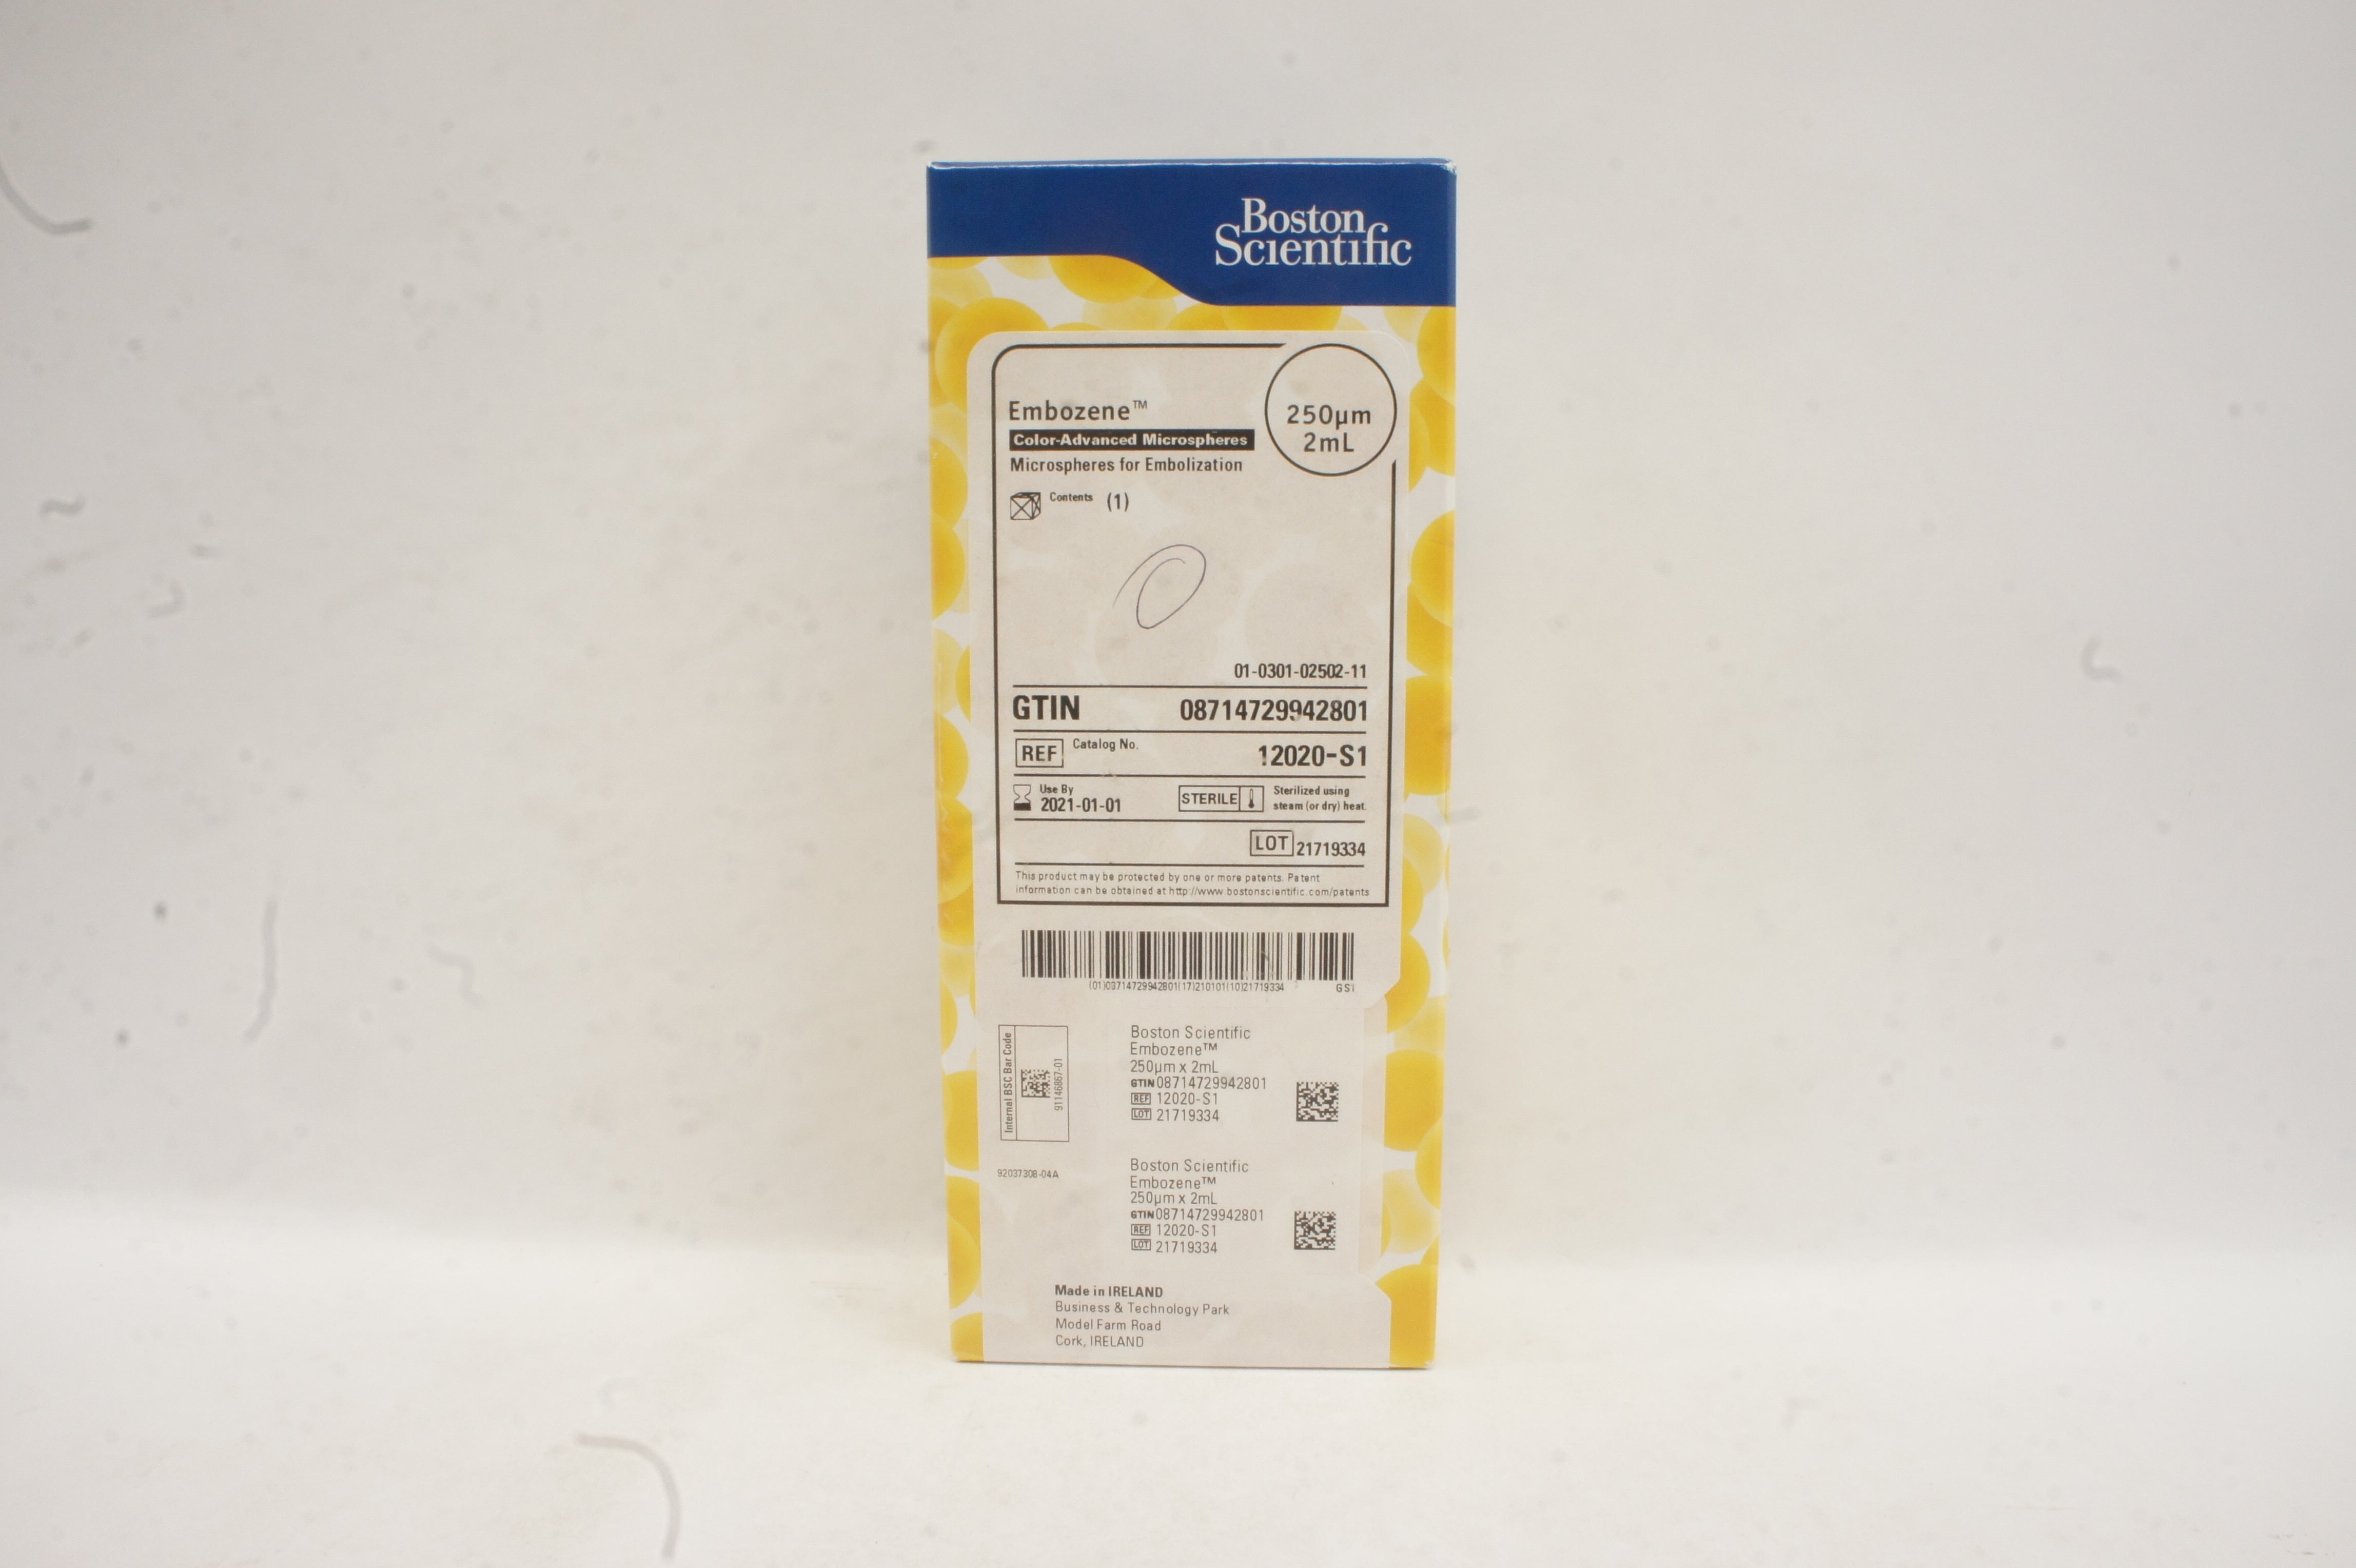 Boston
Scientific
Embozene™
Color-Advanced Microspheres
Microspheres for Embolization
250µm
2mL
Contents (1)
01-0301-02502-11
GTIN 08714729942801
REF Catalog No. 12020-S1
Use By
2021-01-01
STERILE Sterilized using
steam (or dry) heat.
LOT 21719334
This product may be protected by one or more patents. Patent
information can be obtained at http://www.bostonscientific.com/patents
(01)08714729942801(17)210101(10)21719334 GS1
Internal BSC Bar Code
91146867-01
92037308-04A
Boston Scientific
Embozene™
250µm x 2mL
GTIN 08714729942801
REF 12020-S1
LOT 21719334
Boston Scientific
Embozene™
250µm x 2mL
GTIN 08714729942801
REF 12020-S1
LOT 21719334
Made in IRELAND
Business & Technology Park
Model Farm Road
Cork, IRELAND